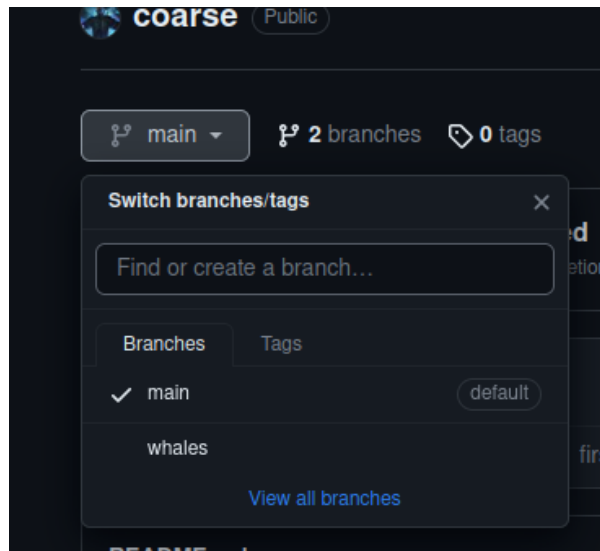 coarse Public
main 2 branches 0 tags
Switch branches/tags
Find or create a branch...
Branches Tags
main default
whales
View all branches